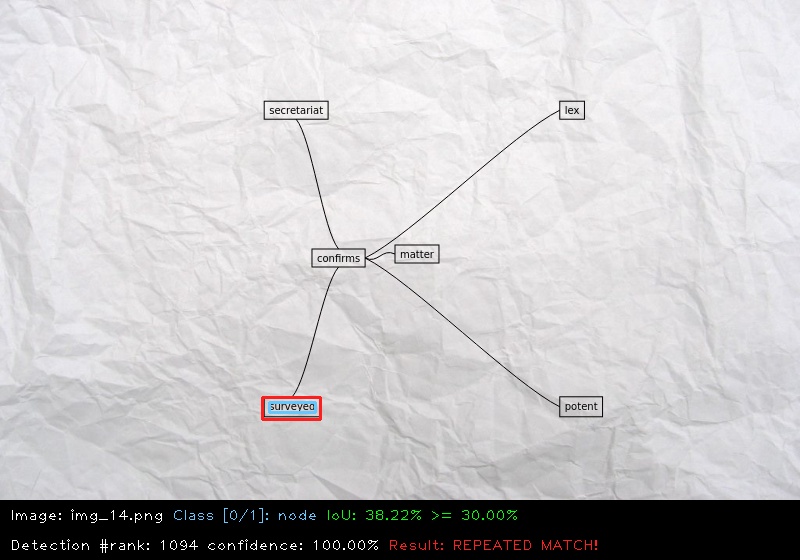 secretariat
lex
confirms
matter
surveyed
potent
Image: img_14.png Class [0/1]: node IoU: 38.22% >= 30.00%
Detection #rank: 1094 confidence: 100.00% Result: REPEATED MATCH!